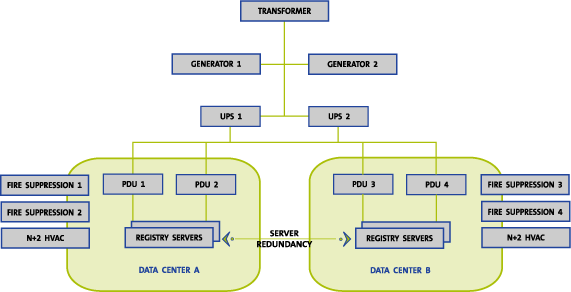 TRANSFORMER
GENERATOR 1
GENERATOR 2
UPS 1
UPS 2
FIRE SUPPRESSION 1
PDU 1
PDU 2
PDU 3
PDU 4
FIRE SUPPRESSION 3
FIRE SUPPRESSION 2
FIRE SUPPRESSION 4
N+2 HVAC
REGISTRY SERVERS
SERVER
REDUNDANCY
REGISTRY SERVERS
N+2 HVAC
DATA CENTER A
DATA CENTER B